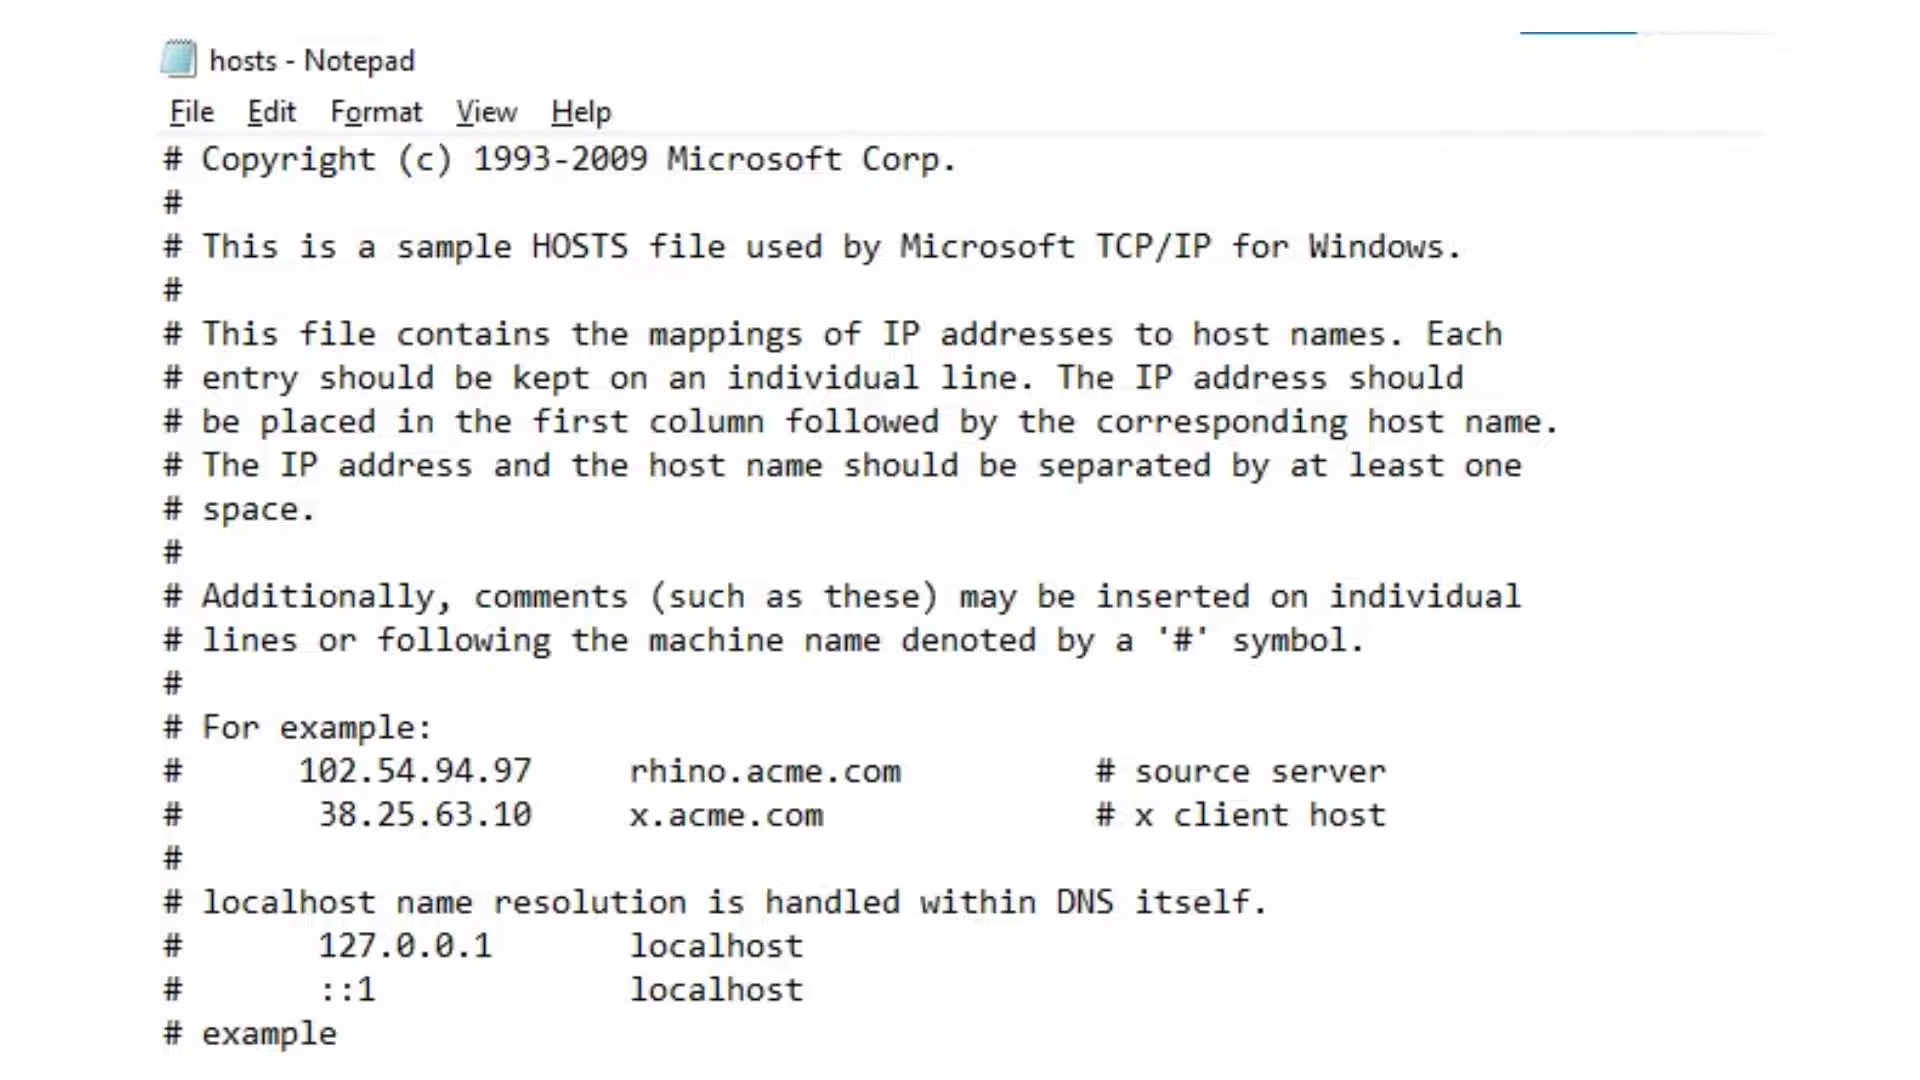 hosts - Notepad
File Edit Format View Help
# Copyright (c) 1993-2009 Microsoft Corp.
#
# This is a sample HOSTS file used by Microsoft TCP/IP for Windows.
#
# This file contains the mappings of IP addresses to host names. Each
# entry should be kept on an individual line. The IP address should
# be placed in the first column followed by the corresponding host name.
# The IP address and the host name should be separated by at least one
# space.
#
# Additionally, comments (such as these) may be inserted on individual
# lines or following the machine name denoted by a '#' symbol.
#
# For example:
#      102.54.94.97     rhino.acme.com          # source server
#       38.25.63.10     x.acme.com              # x client host
#
# localhost name resolution is handled within DNS itself.
#       127.0.0.1       localhost
#       ::1             localhost
# example